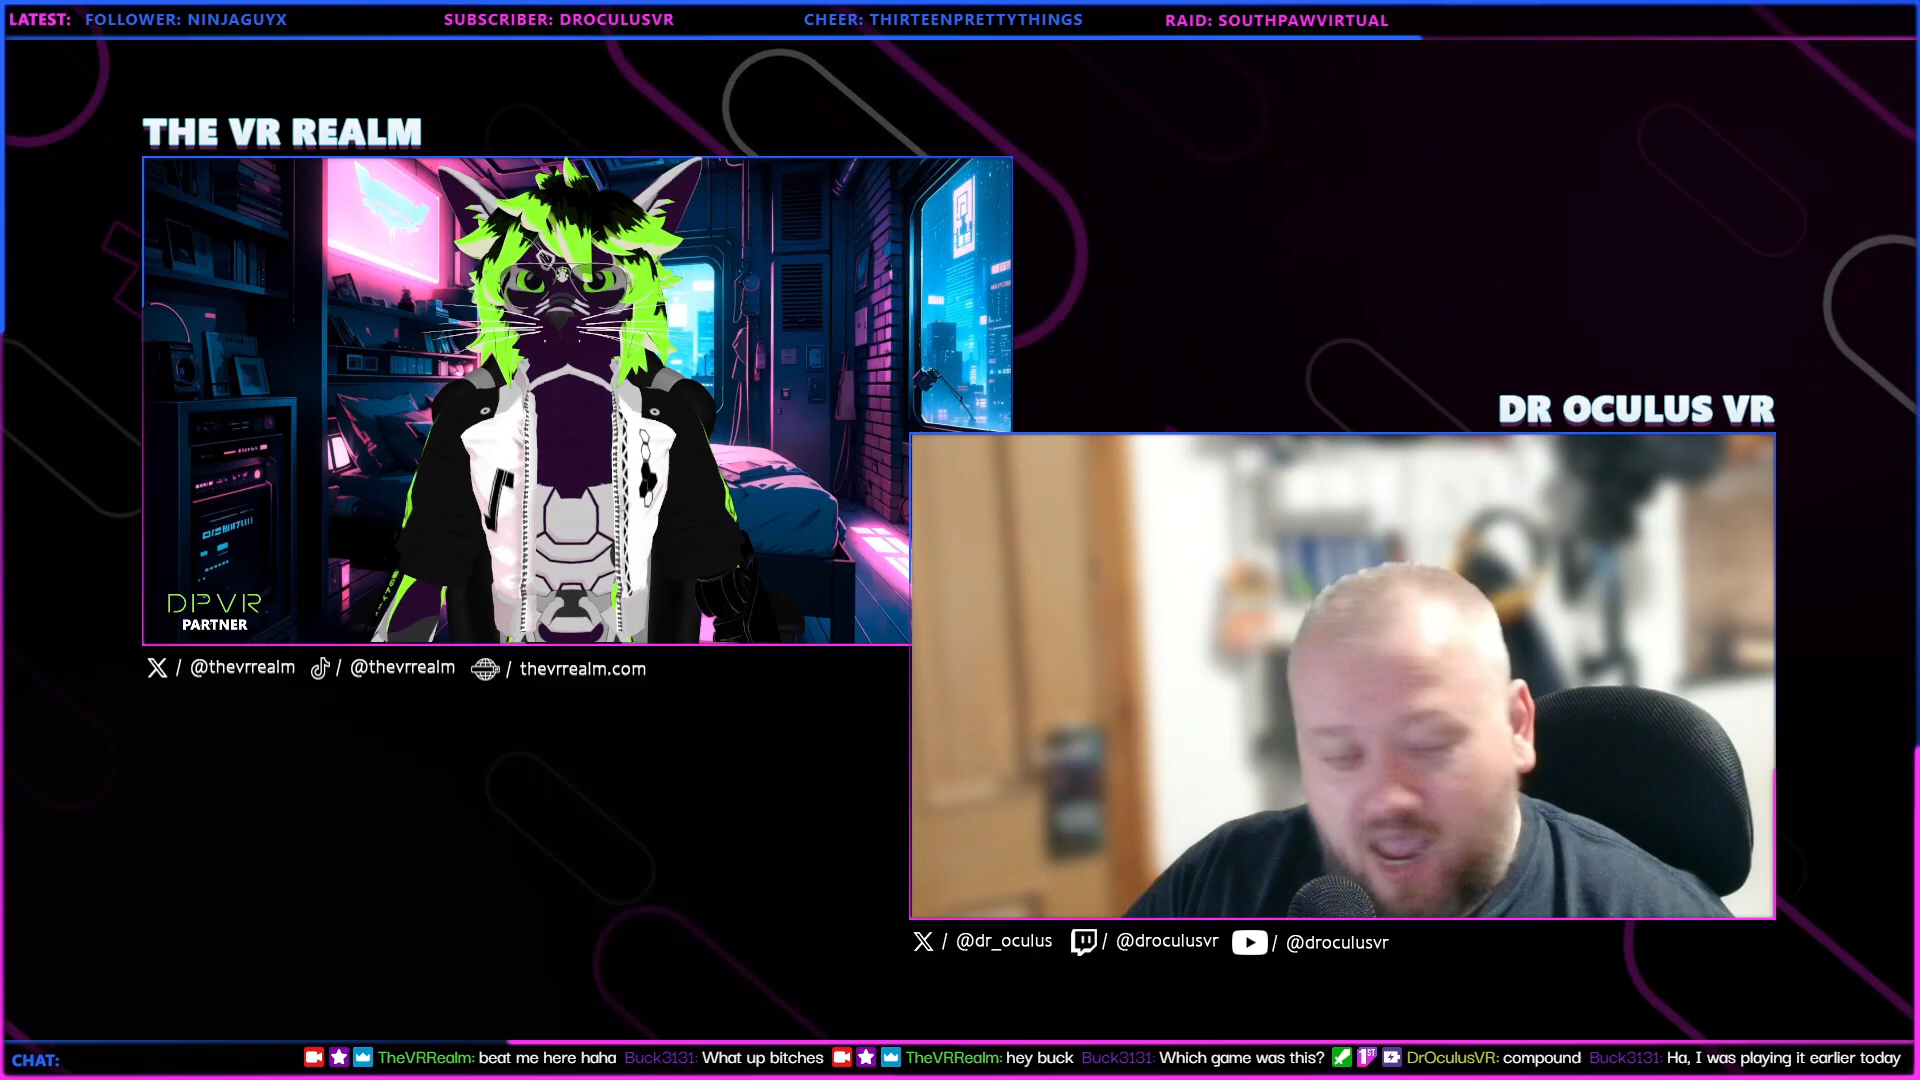 LATEST: FOLLOWER: NINJAGUYX SUBSCRIBER: DROCULUSVR CHEER: THIRTEENPRETTYTHINGS RAID: SOUTHPAWVIRTUAL
THE VR REALM
DPVR
PARTNER
/ @thevrrealm / @thevrrealm / thevrrealm.com
DR OCULUS VR
/ @dr_oculus / @droculusvr / @droculusvr
CHAT: TheVRRealm: beat me here haha Buck3131: What up bitches TheVRRealm: hey buck Buck3131: Which game was this? 1ST DrOculusVR: compound Buck3131: Ha, I was playing it earlier today